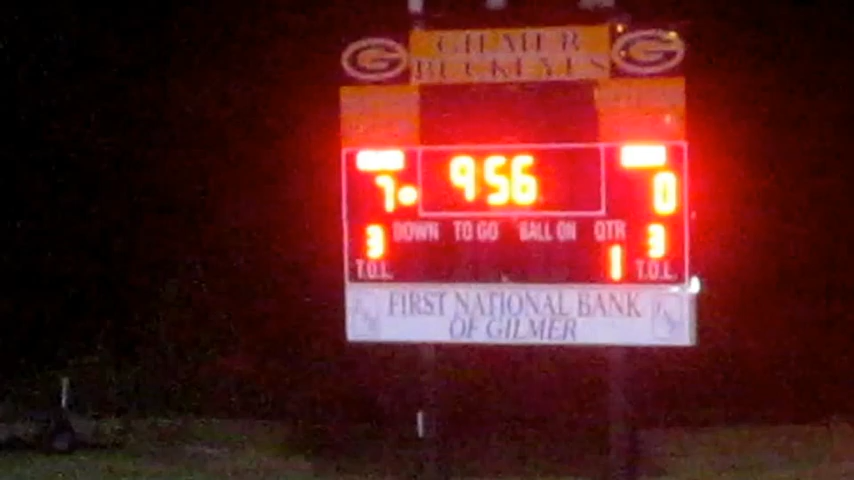 G GILMER G
BUCKEYES
7 9 56 0
DOWN TO GO BALL ON QTR
3 1 3
T.O.L. T.O.L.
FIRST NATIONAL BANK
OF GILMER